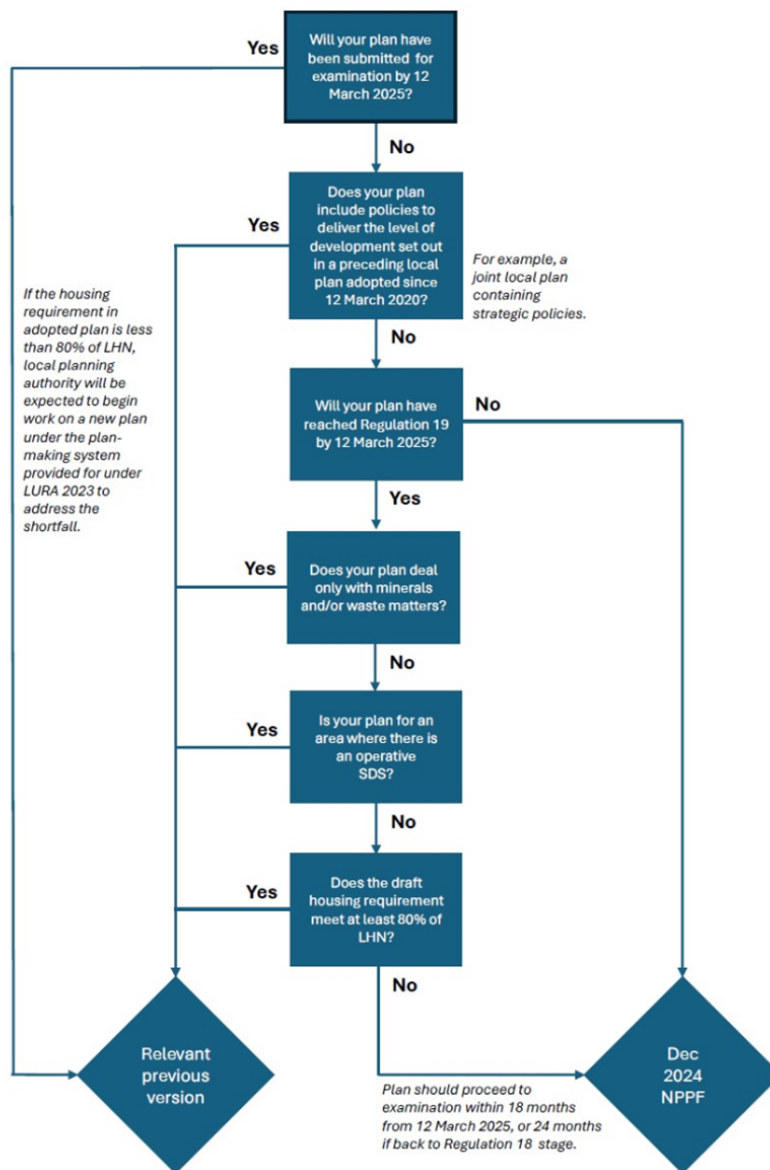 Yes
Will your plan have
been submitted for
examination by 12
March 2025?
No
Yes
Does your plan
include policies to
deliver the level of
development set out
in a preceding local
plan adopted since
12 March 2020?
For example, a
joint local plan
containing
strategic policies.
If the housing
requirement in
adopted plan is less
than 80% of LHN,
local planning
authority will be
expected to begin
work on a new plan
under the plan-
making system
provided for under
LURA 2023 to
address the
shortfall.
No
Will your plan have
reached Regulation 19
by 12 March 2025?
No
Yes
Yes
Does your plan deal
only with minerals
and/or waste matters?
No
Yes
Is your plan for an
area where there is
an operative
SDS?
No
Yes
Does the draft
housing requirement
meet at least 80% of
LHN?
No
Relevant
previous
version
Dec
2024
NPPF
Plan should proceed to
examination within 18 months
from 12 March 2025, or 24 months
if back to Regulation 18 stage.